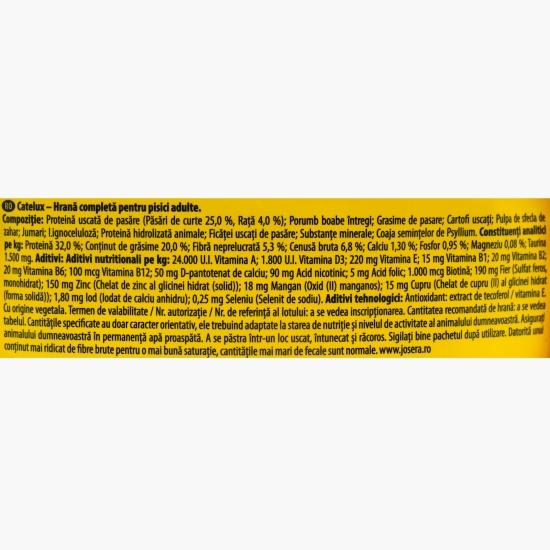 RO Catelux – Hrană completă pentru pisici adulte.
Compoziție: Proteină uscată de pasăre (Păsări de curte 25,0 %, Rață 4,0 %); Porumb boabe întregi; Grasime de pasare; Cartofi uscați; Pulpa de sfecla de
zahar; Jumari; Lignoceluloză; Proteină hidrolizată animale; Ficăței uscați de pasăre; Substanțe minerale; Coaja semințelor de Psyllium. Constituenți analitici
pe kg: Proteină 32,0 %; Conținut de grăsime 20,0 %; Fibră neprelucrată 5,3 %; Cenusă bruta 6,8 %; Calciu 1,30 %; Fosfor 0,95 %; Magneziu 0,08 %; Taurina
1.500 mg. Aditivi: Aditivi nutritionali pe kg: 24.000 U.I. Vitamina A; 1.800 U.I. Vitamina D3; 220 mg Vitamina E; 15 mg Vitamina B1; 20 mg Vitamina B2;
20 mg Vitamina B6; 100 mcg Vitamina B12; 50 mg D-pantotenat de calciu; 90 mg Acid nicotinic; 5 mg Acid folic; 1.000 mcg Biotină; 190 mg Fier (Sulfat feros,
monohidrat); 150 mg Zinc (Chelat de zinc al glicinei hidrat (solid)); 18 mg Mangan (Oxid (II) manganos); 15 mg Cupru (Chelat de cupru (II) al glicinei hidrat
(forma solidă)); 1,80 mg Iod (Iodat de calciu anhidru); 0,25 mg Seleniu (Selenit de sodiu). Aditivi tehnologici: Antioxidant: extract de tecoferol / vitamina E.
Cu origine vegetala. Termen de valabilitate / Nr. autorizație / Nr. de referință al lotului: a se vedea inscripționarea. Cantitatea recomandată de hrană: a se vedea
tabelul. Cantitățile specificate au doar caracter orientativ, ele trebuind adaptate la starea de nutriție și nivelul de activitate al animalului dumneavoastră. Asigurați
animalului dumneavoastră în permanență apă proaspătă. A se păstra într-un loc uscat, întunecat și răcoros. Sigilați bine pachetul după utilizare. Datorită unui
conținut mai ridicat de fibre brute pentru o mai bună saturație, cantitățile mai mari de fecale sunt normale. www.josera.ro